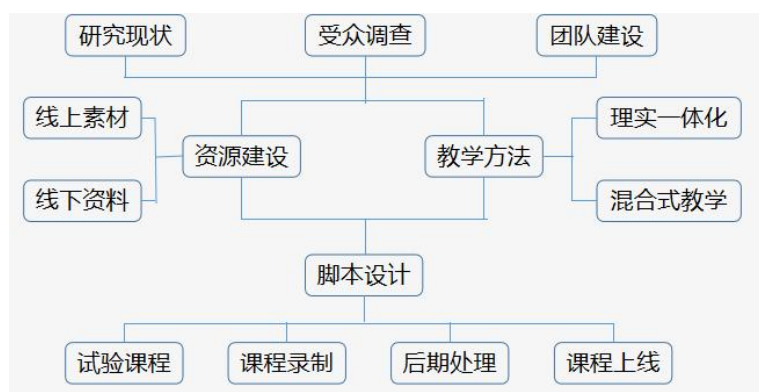 研究现状
受众调查
团队建设
线上素材
理实一体化
资源建设
教学方法
线下资料
混合式教学
脚本设计
试验课程
课程录制
后期处理
课程上线